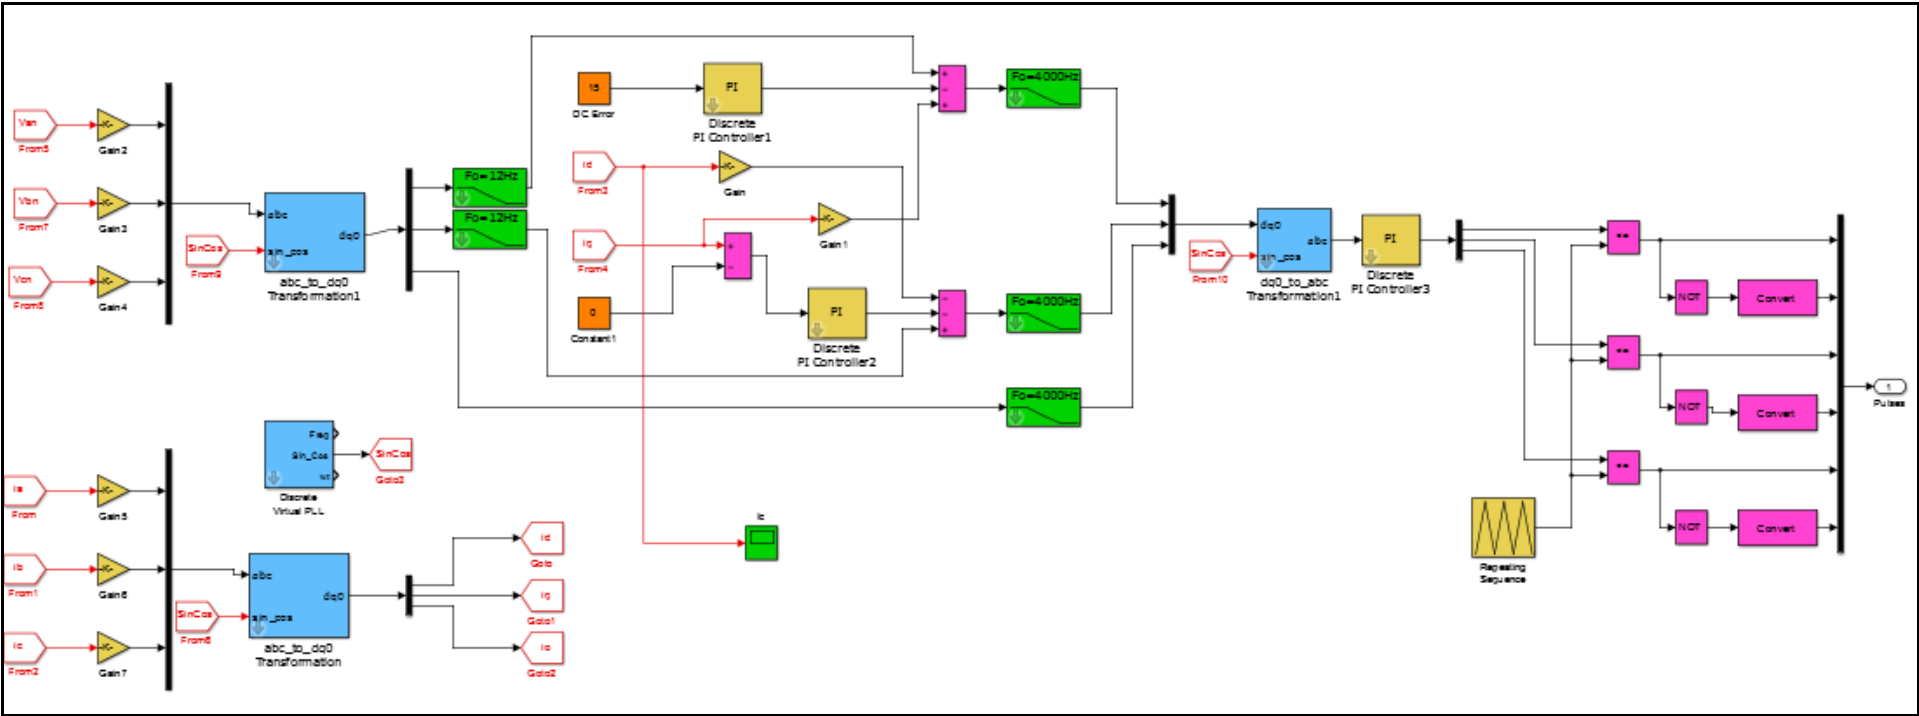 Van
From5
-K-
Gain2
Vbn
From7
-K-
Gain3
Vcn
From8
-K-
Gain4
SinCos
From9
abc
sin_cos
dq0
abc_to_dq0
Transformation1
Fo=12Hz
Fo=12Hz
15
DC Error
PI
Discrete
PI Controller1
id
From3
-K-
Gain
iq
From4
-K-
Gain1
0
Constant1
PI
Discrete
PI Controller2
Fo=4000Hz
Fo=4000Hz
Fo=4000Hz
SinCos
From10
dq0
sin_cos
abc
dq0_to_abc
Transformation1
PI
Discrete
PI Controller3
NOT
Convert
NOT
Convert
NOT
Convert
1
Pulses
Repeating
Sequence
Freq
Sin_Cos
wt
Discrete
Virtual PLL
SinCos
Goto3
ia
From
-K-
Gain5
ib
From1
-K-
Gain6
ic
From2
-K-
Gain7
SinCos
From6
abc
sin_cos
dq0
abc_to_dq0
Transformation
id
Goto
iq
Goto1
io
Goto2